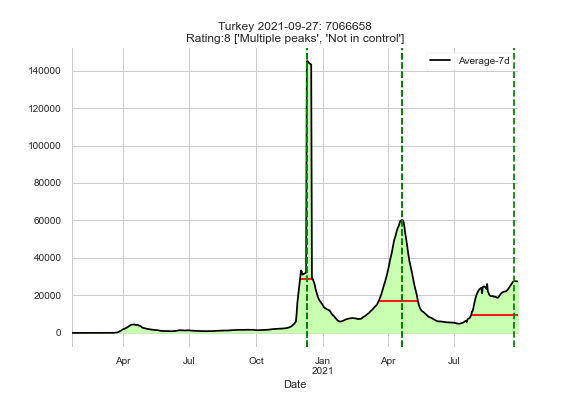 Turkey 2021-09-27: 7066658
Rating:8 ['Multiple peaks', 'Not in control']
Average-7d
140000
120000
100000
80000
60000
40000
20000
0
Apr Jul Oct Jan Apr Jul
2021
Date